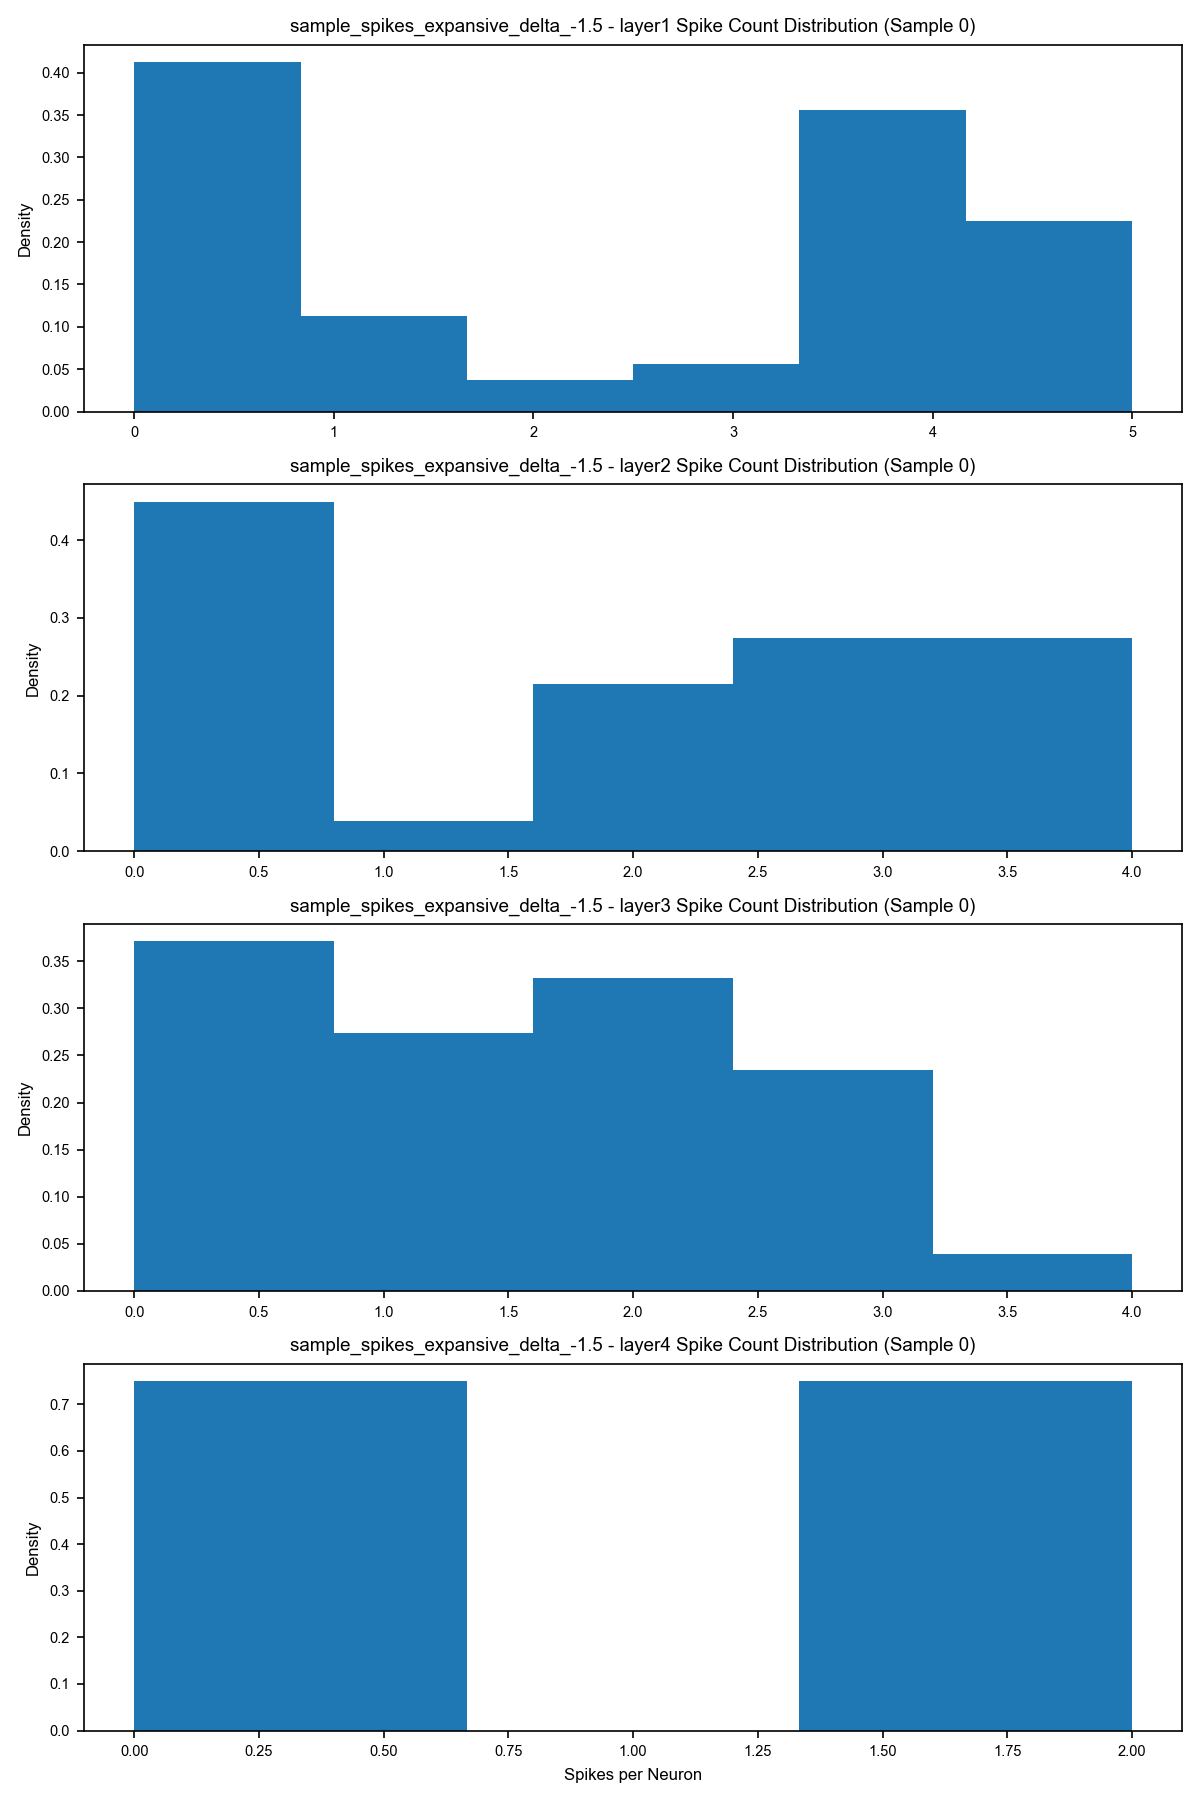 sample_spikes_expansive_delta_-1.5 - layer1 Spike Count Distribution (Sample 0)
0.40
0.35
0.30
0.25
0.20
0.15
0.10
0.05
0.00
Density
0 1 2 3 4 5
sample_spikes_expansive_delta_-1.5 - layer2 Spike Count Distribution (Sample 0)
0.4
0.3
0.2
0.1
0.0
Density
0.0 0.5 1.0 1.5 2.0 2.5 3.0 3.5 4.0
sample_spikes_expansive_delta_-1.5 - layer3 Spike Count Distribution (Sample 0)
0.35
0.30
0.25
0.20
0.15
0.10
0.05
0.00
Density
0.0 0.5 1.0 1.5 2.0 2.5 3.0 3.5 4.0
sample_spikes_expansive_delta_-1.5 - layer4 Spike Count Distribution (Sample 0)
0.7
0.6
0.5
0.4
0.3
0.2
0.1
0.0
Density
0.00 0.25 0.50 0.75 1.00 1.25 1.50 1.75 2.00
Spikes per Neuron